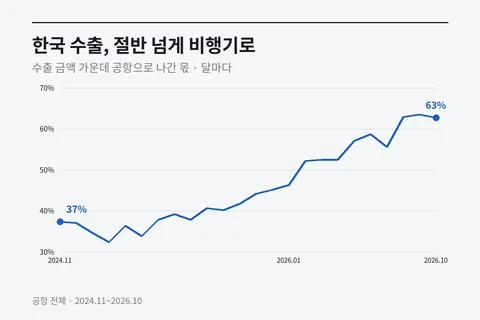 한국 수출, 절반 넘게 비행기로
수출 금액 가운데 공항으로 나간 몫 · 달마다
70%
63%
60%
50%
37%
40%
30%
2024.11 2026.01 2026.10
공항 전체 · 2024.11–2026.10